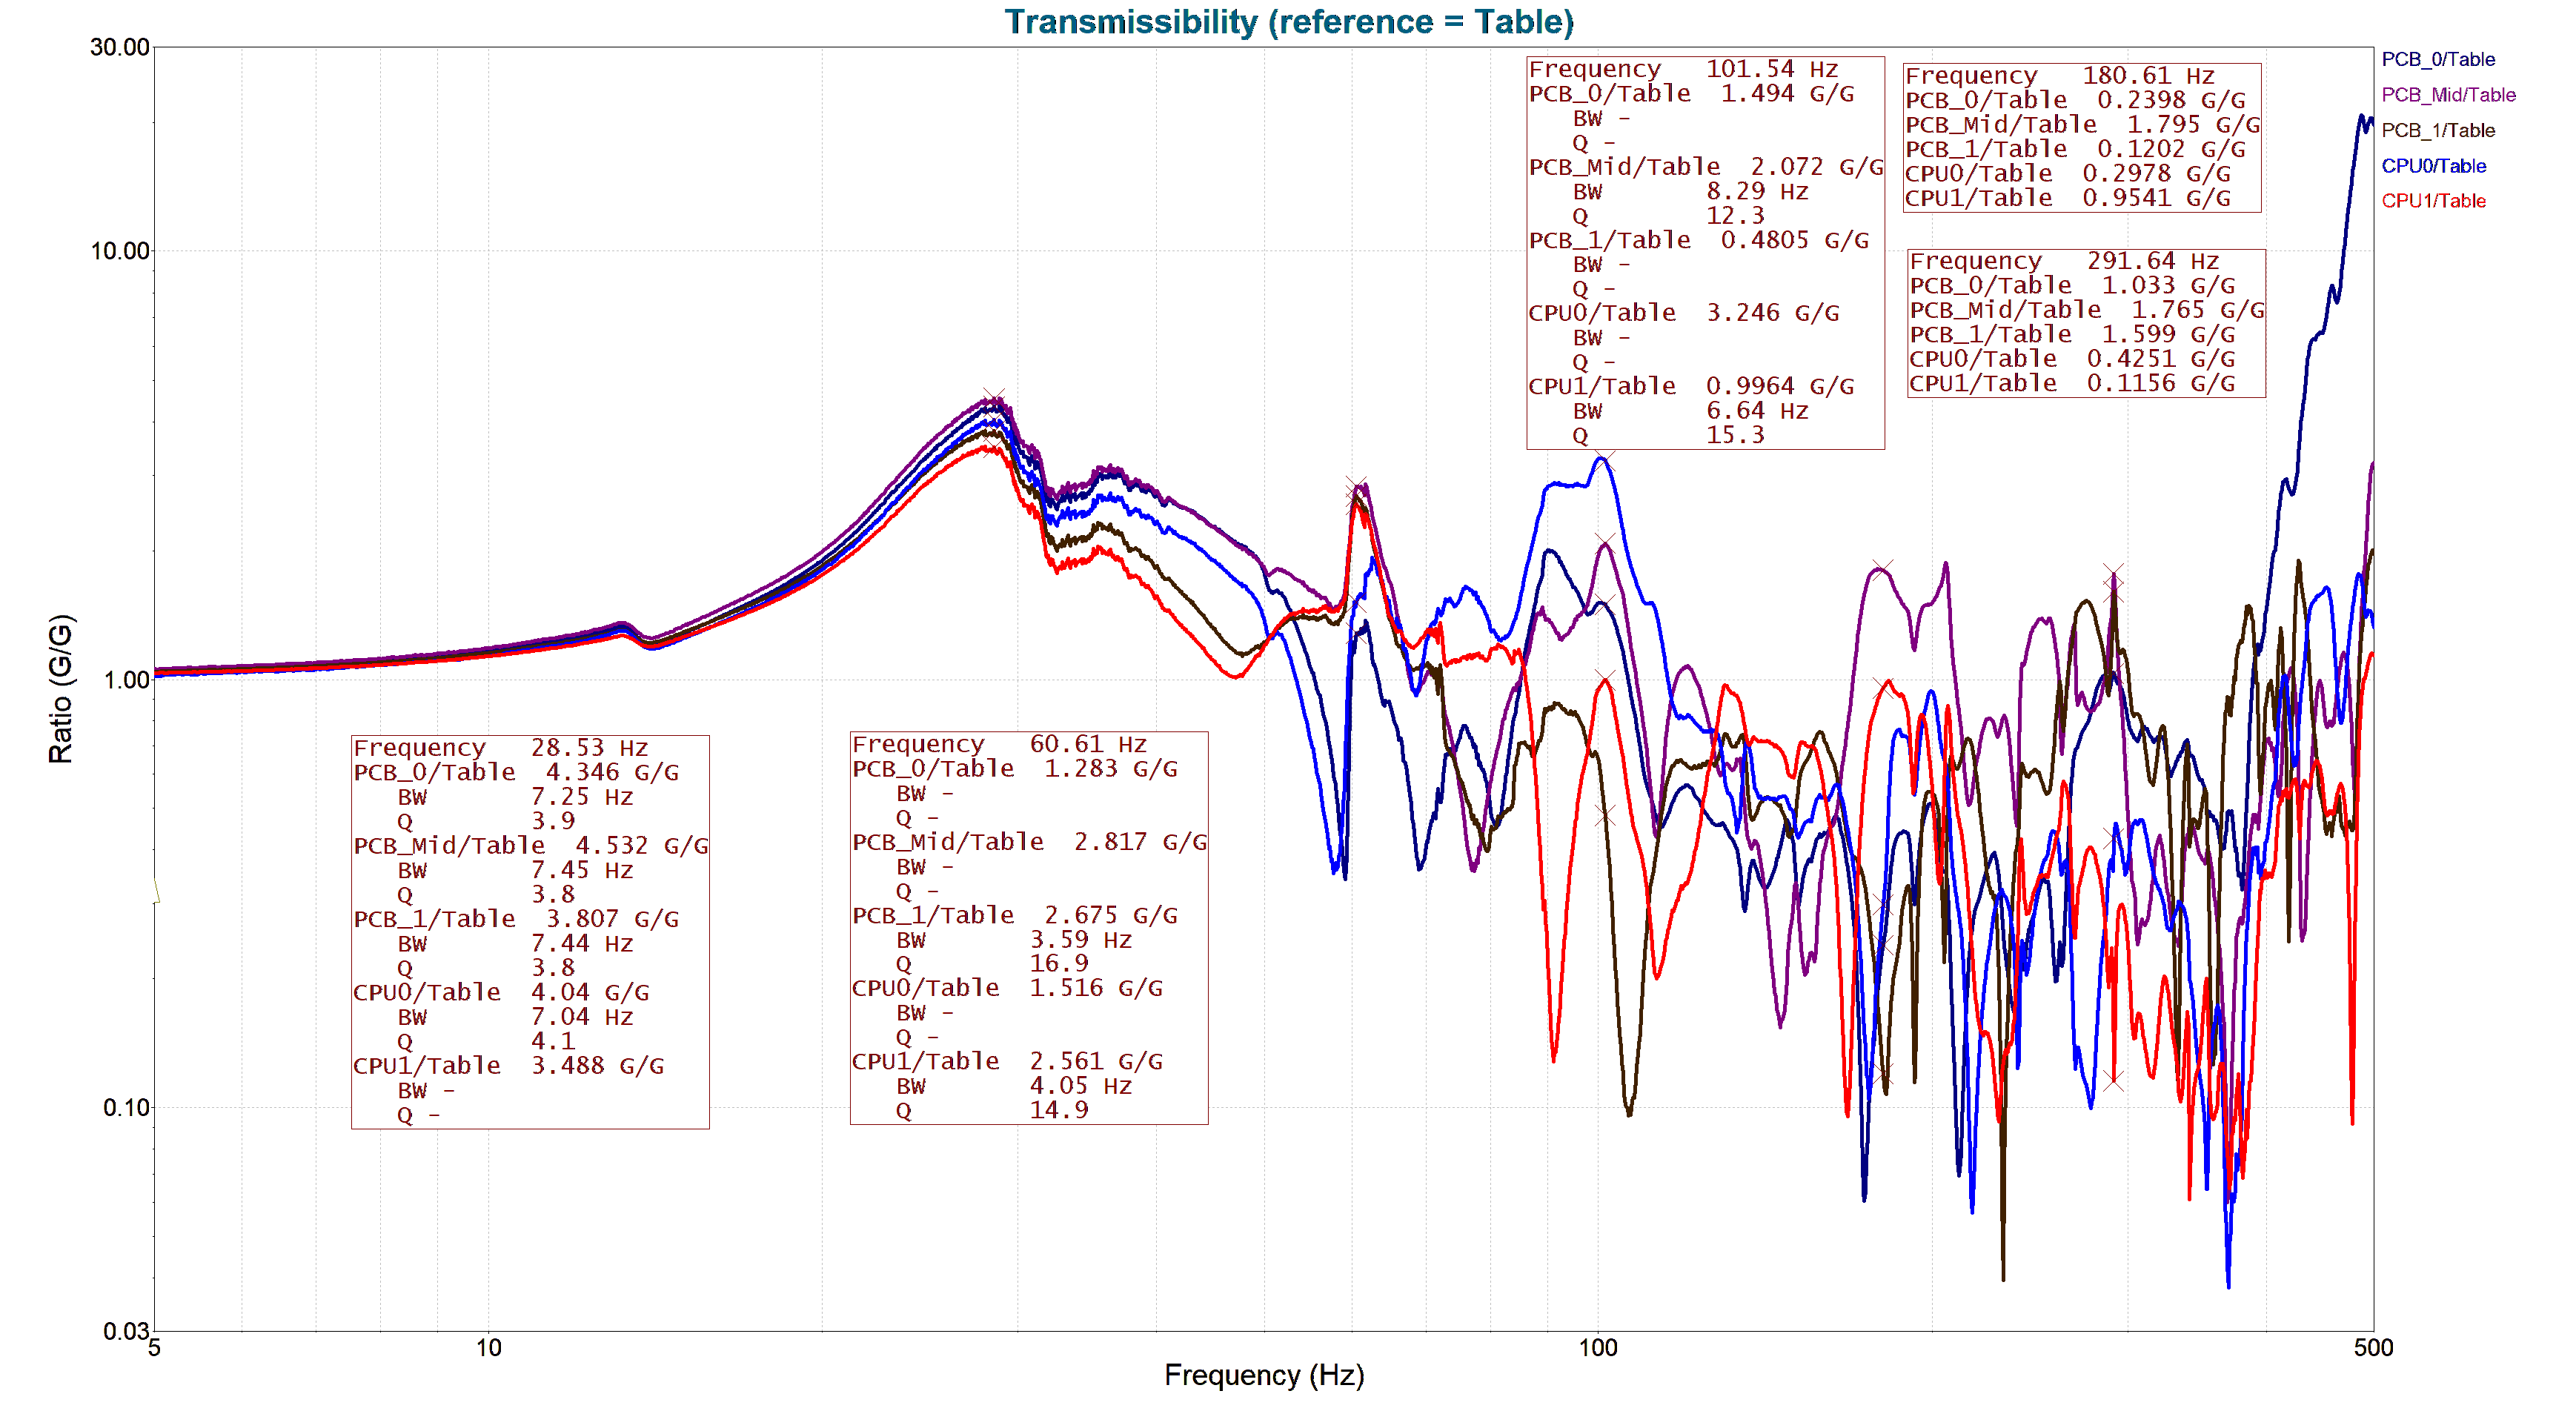 Transmissibility (reference = Table)
30.00
10.00
1.00
0.10
0.03
Ratio (G/G)
5
10
100
500
Frequency (Hz)
PCB_0/Table
PCB_Mid/Table
PCB_1/Table
CPU0/Table
CPU1/Table
Frequency 28.53 Hz
PCB_0/Table 4.346 G/G
BW 7.25 Hz
Q 3.9
PCB_Mid/Table 4.532 G/G
BW 7.45 Hz
Q 3.8
PCB_1/Table 3.807 G/G
BW 7.44 Hz
Q 3.8
CPU0/Table 4.04 G/G
BW 7.04 Hz
Q 4.1
CPU1/Table 3.488 G/G
BW -
Q -
Frequency 60.61 Hz
PCB_0/Table 1.283 G/G
BW -
Q -
PCB_Mid/Table 2.817 G/G
BW -
Q -
PCB_1/Table 2.675 G/G
BW 3.59 Hz
Q 16.9
CPU0/Table 1.516 G/G
BW -
Q -
CPU1/Table 2.561 G/G
BW 4.05 Hz
Q 14.9
Frequency 101.54 Hz
PCB_0/Table 1.494 G/G
BW -
Q -
PCB_Mid/Table 2.072 G/G
BW 8.29 Hz
Q 12.3
PCB_1/Table 0.4805 G/G
BW -
Q -
CPU0/Table 3.246 G/G
BW -
Q -
CPU1/Table 0.9964 G/G
BW 6.64 Hz
Q 15.3
Frequency 180.61 Hz
PCB_0/Table 0.2398 G/G
PCB_Mid/Table 1.795 G/G
PCB_1/Table 0.1202 G/G
CPU0/Table 0.2978 G/G
CPU1/Table 0.9541 G/G
Frequency 291.64 Hz
PCB_0/Table 1.033 G/G
PCB_Mid/Table 1.765 G/G
PCB_1/Table 1.599 G/G
CPU0/Table 0.4251 G/G
CPU1/Table 0.1156 G/G